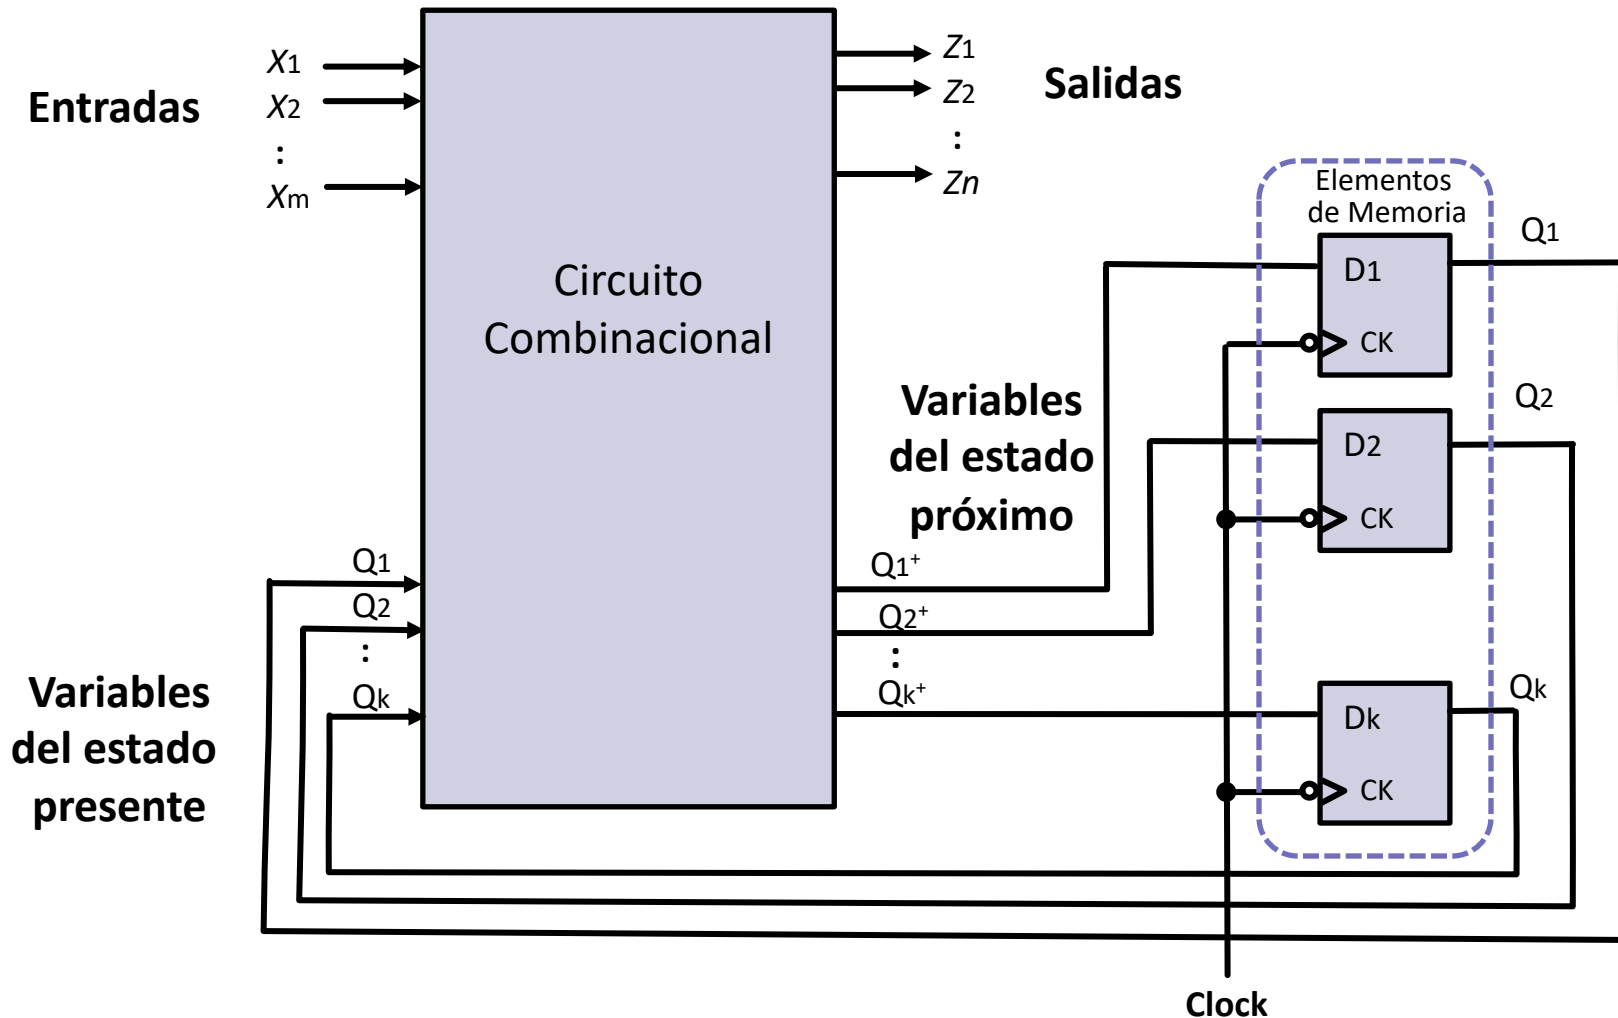 Entradas
X1
X2
:
Xm
Circuito
Combinacional
Z1
Z2
:
Zn
Salidas
Elementos
de Memoria
D1
CK
Q1
D2
CK
Q2
Dk
CK
Qk
Variables
del estado
próximo
Q1+
Q2+
:
Qk+
Q1
Q2
:
Qk
Variables
del estado
presente
Clock